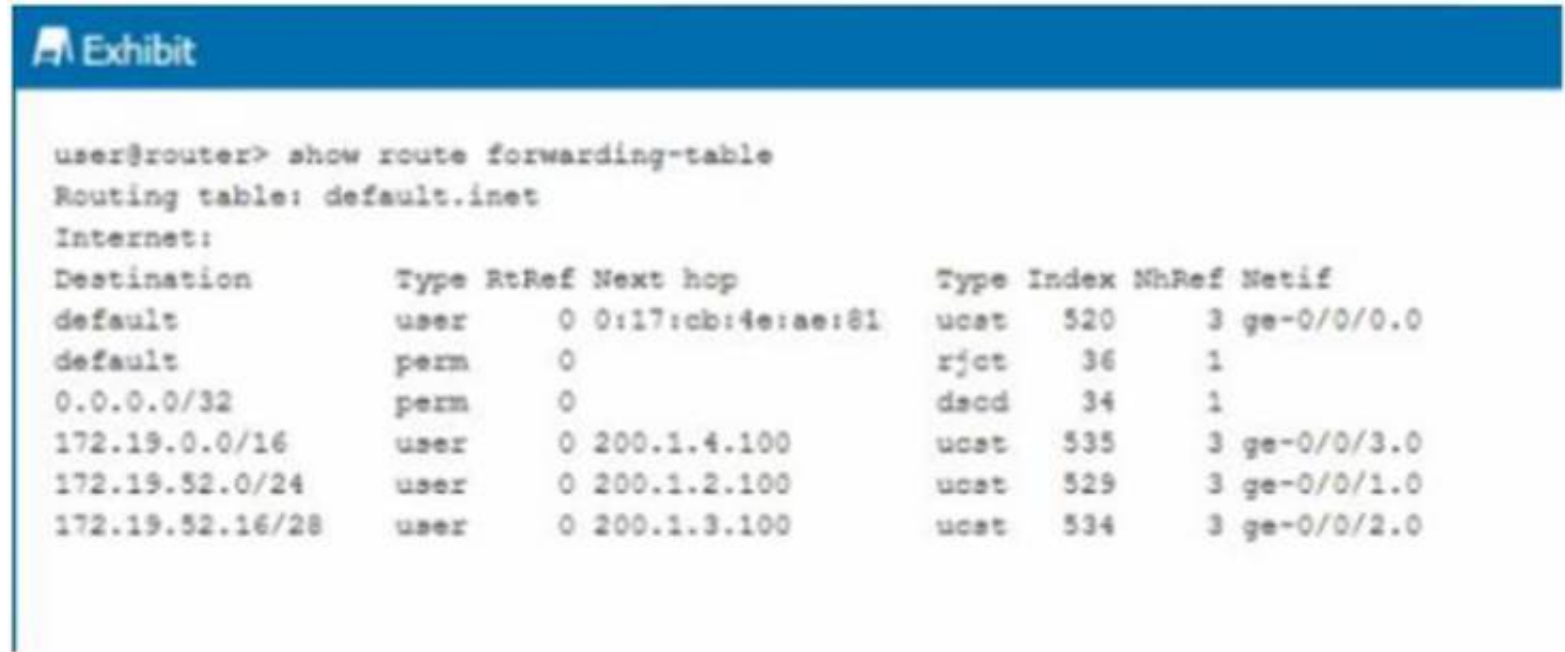 Exhibit
user@router> show route forwarding-table
Routing table: default.inet
Internet:
Destination Type RtRef Next hop Type Index NhRef Netif
default user 0 0:17:cb:4e:ae:81 ucst 520 3 ge-0/0/0.0
default perm 0 rjct 36 1
0.0.0.0/32 perm 0 dscd 34 1
172.19.0.0/16 user 0 200.1.4.100 ucst 535 3 ge-0/0/3.0
172.19.52.0/24 user 0 200.1.2.100 ucst 529 3 ge-0/0/1.0
172.19.52.16/28 user 0 200.1.3.100 ucst 534 3 ge-0/0/2.0